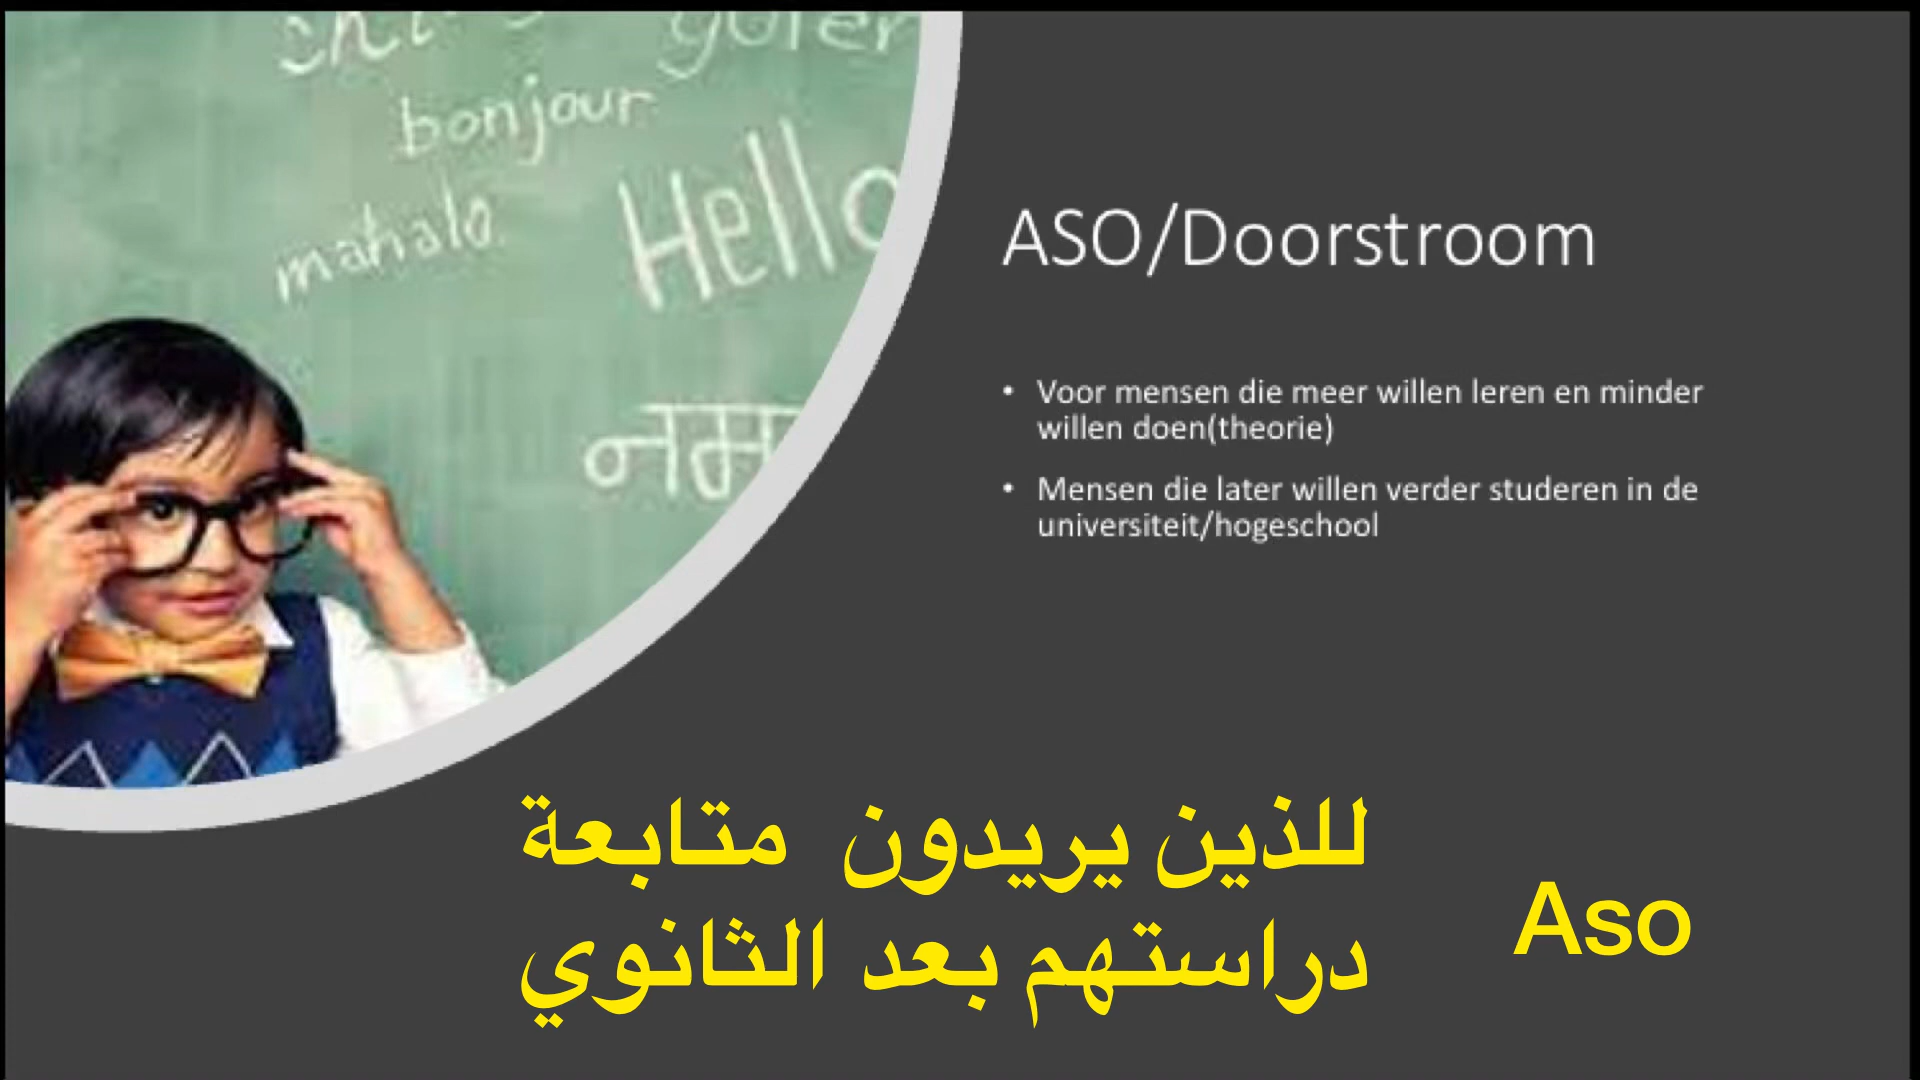 bonjour
Hello
mahalo
ASO/Doorstroom
• Voor mensen die meer willen leren en minder
willen doen(theorie)
• Mensen die later willen verder studeren in de
universiteit/hogeschool
للذين يريدون متابعة
دراستهم بعد الثانوي
Aso